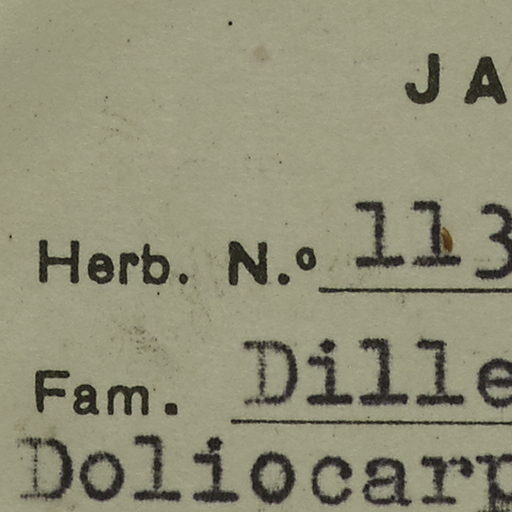 JA
Herb. N.º 113
Fam. Dille
Doliocarp